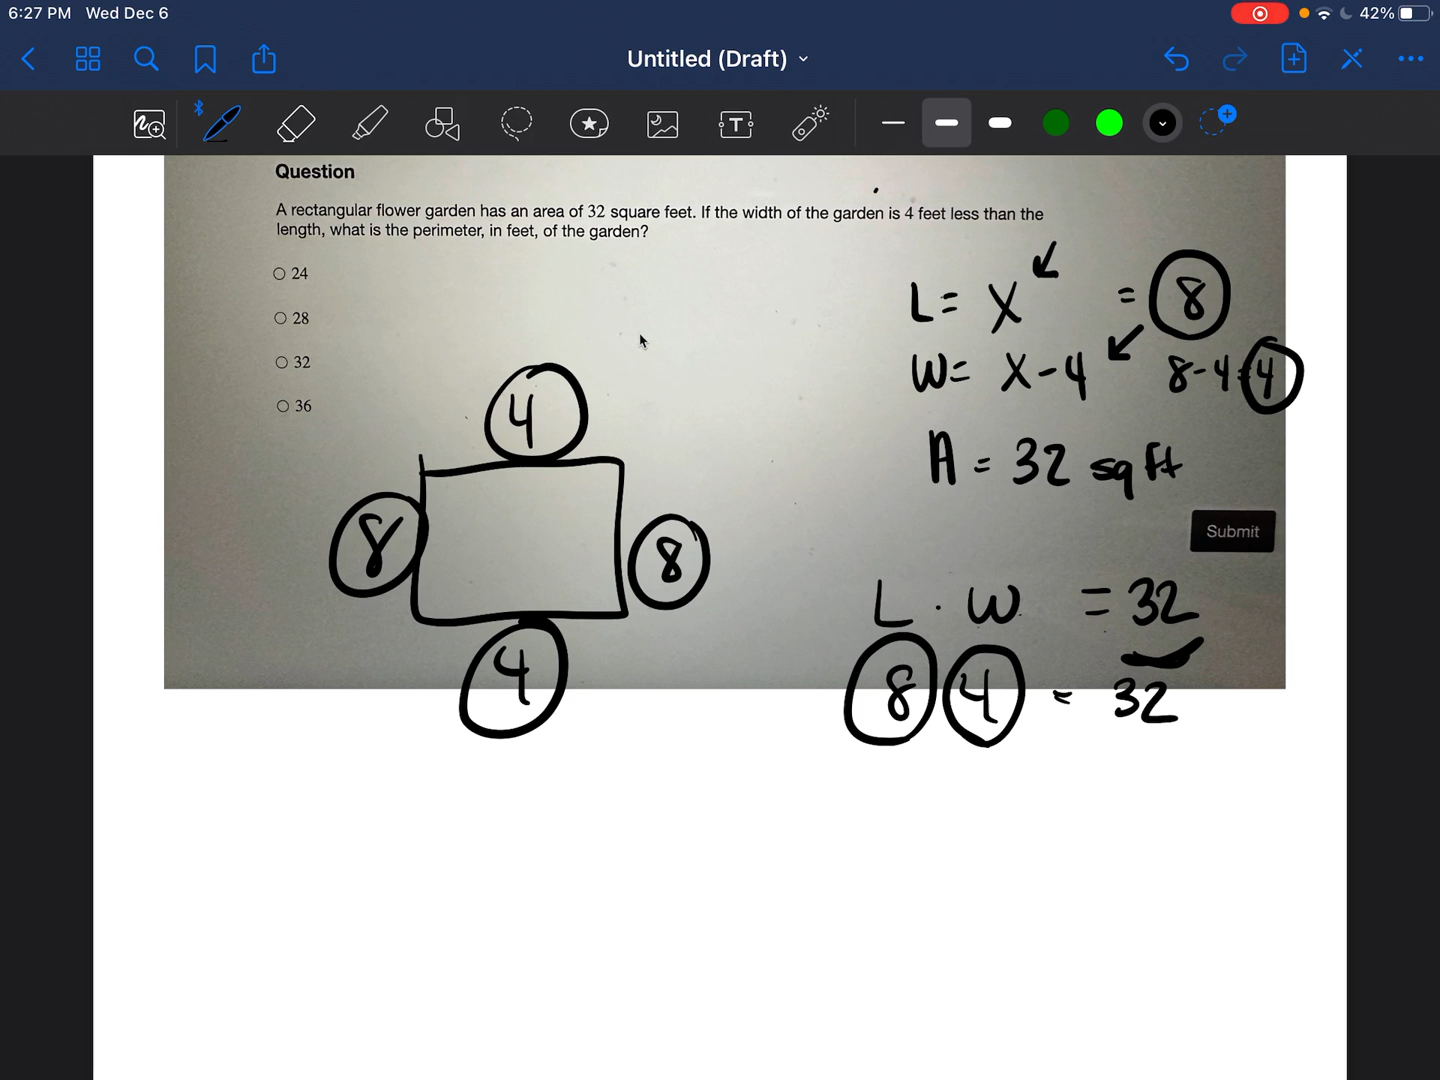 6:27 PM Wed Dec 6
42%
Untitled (Draft)
Question
A rectangular flower garden has an area of 32 square feet. If the width of the garden is 4 feet less than the
length, what is the perimeter, in feet, of the garden?
24
28
32
36
L = X = 8
W = X - 4 8 - 4 = 4
A = 32 sq ft
4
8
8
4
Submit
L · W = 32
8 4 = 32